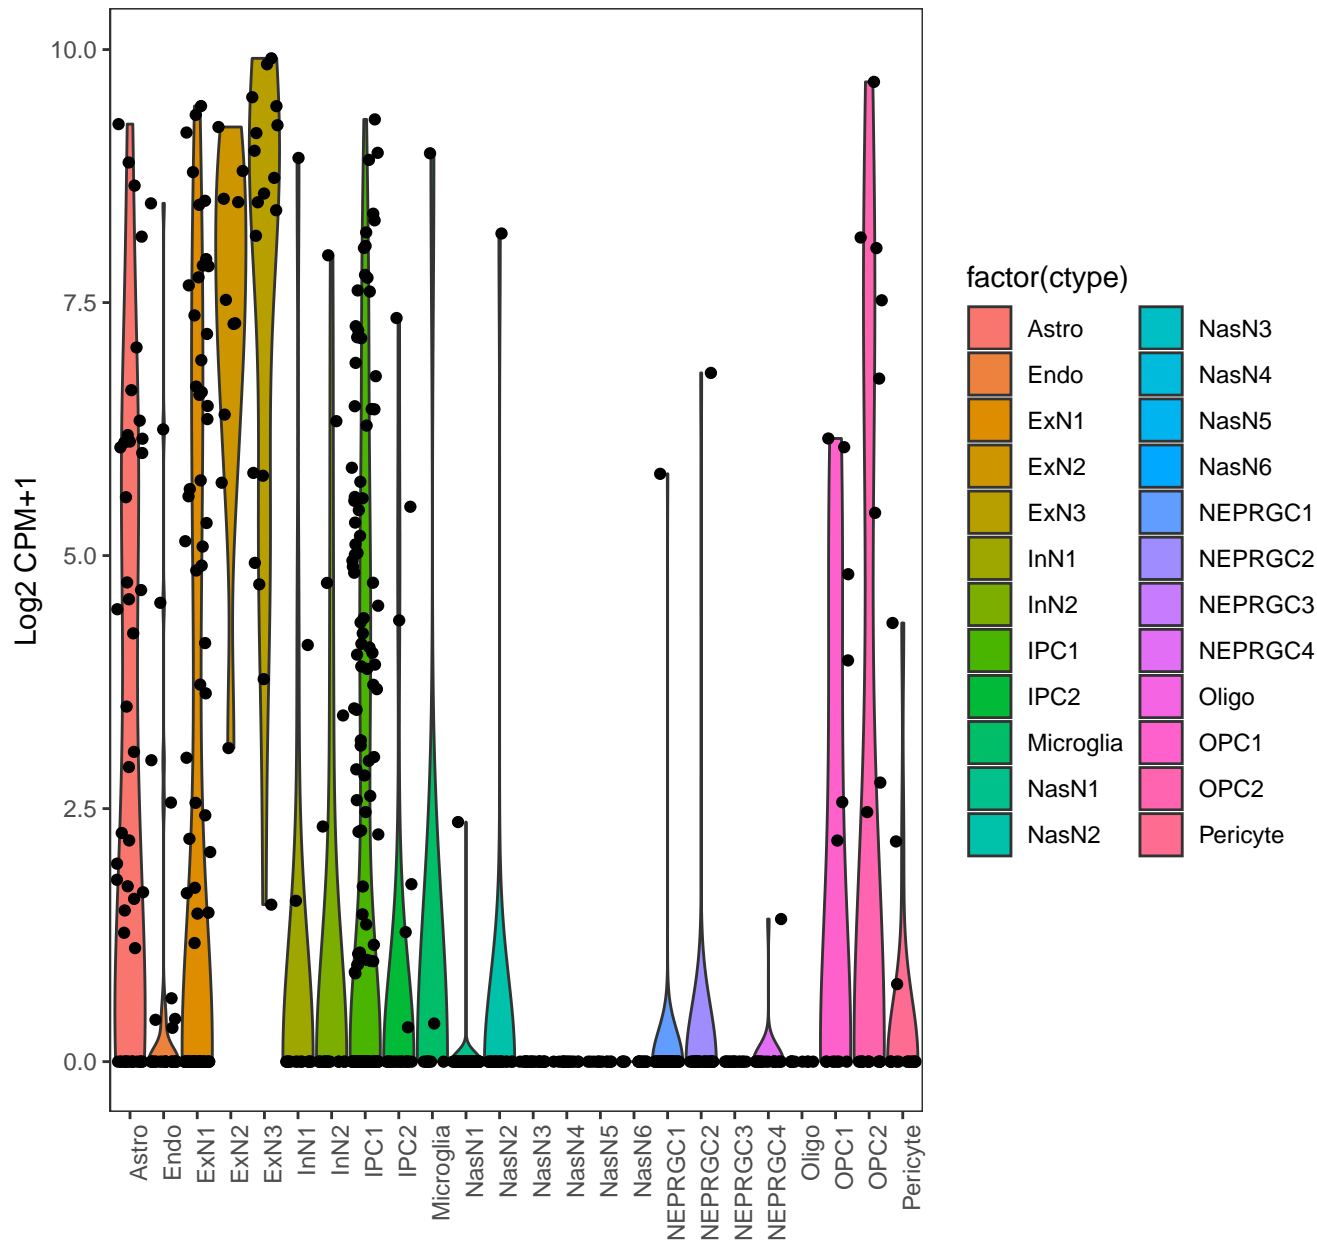 10.0
7.5
5.0
2.5
0.0
Log2 CPM+1
Astro
Endo
ExN1
ExN2
ExN3
InN1
InN2
IPC1
IPC2
Microglia
NasN1
NasN2
NasN3
NasN4
NasN5
NasN6
NEPRGC1
NEPRGC2
NEPRGC3
NEPRGC4
Oligo
OPC1
OPC2
Pericyte
factor(ctype)
Astro
Endo
ExN1
ExN2
ExN3
InN1
InN2
IPC1
IPC2
Microglia
NasN1
NasN2
NasN3
NasN4
NasN5
NasN6
NEPRGC1
NEPRGC2
NEPRGC3
NEPRGC4
Oligo
OPC1
OPC2
Pericyte